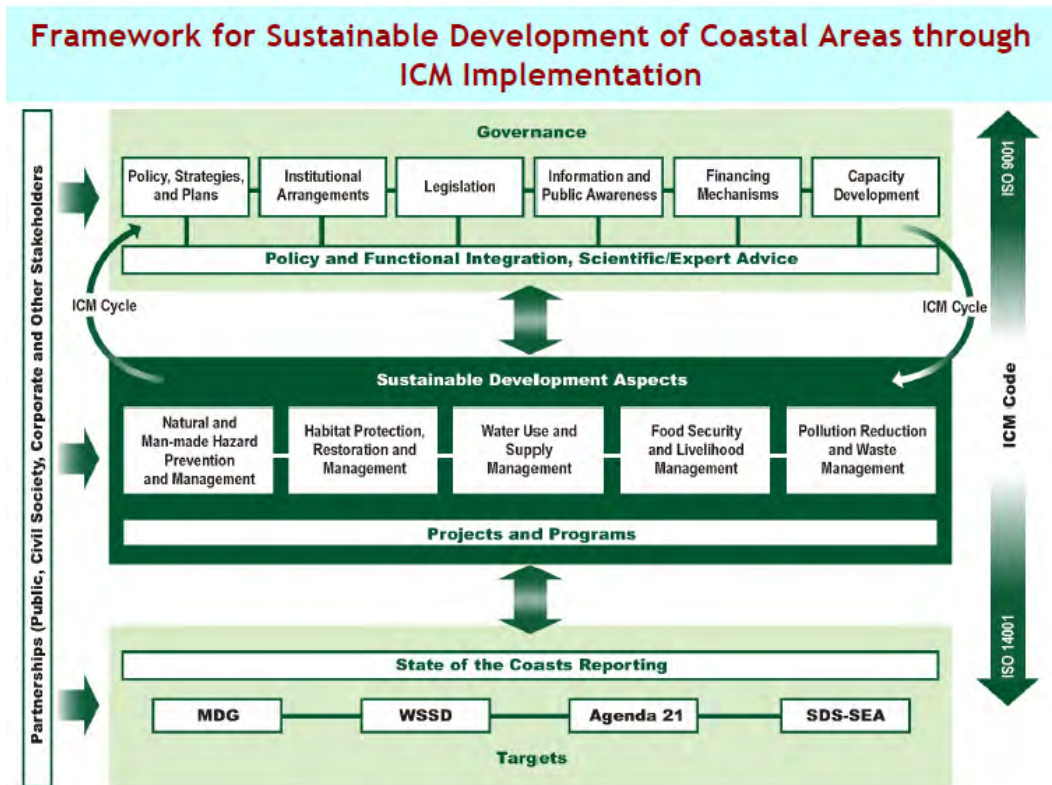 Framework for Sustainable Development of Coastal Areas through
ICM Implementation
Partnerships (Public, Civil Society, Corporate and Other Stakeholders
Governance
Policy, Strategies,
and Plans
Institutional
Arrangements
Legislation
Information and
Public Awareness
Financing
Mechanisms
Capacity
Development
Policy and Functional Integration, Scientific/Expert Advice
ICM Cycle
ICM Cycle
Sustainable Development Aspects
Natural and
Man-made Hazard
Prevention
and Management
Habitat Protection,
Restoration and
Management
Water Use and
Supply
Management
Food Security
and Livelihood
Management
Pollution Reduction
and Waste
Management
Projects and Programs
State of the Coasts Reporting
MDG
WSSD
Agenda 21
SDS-SEA
Targets
ISO 9001
ICM Code
ISO 14001